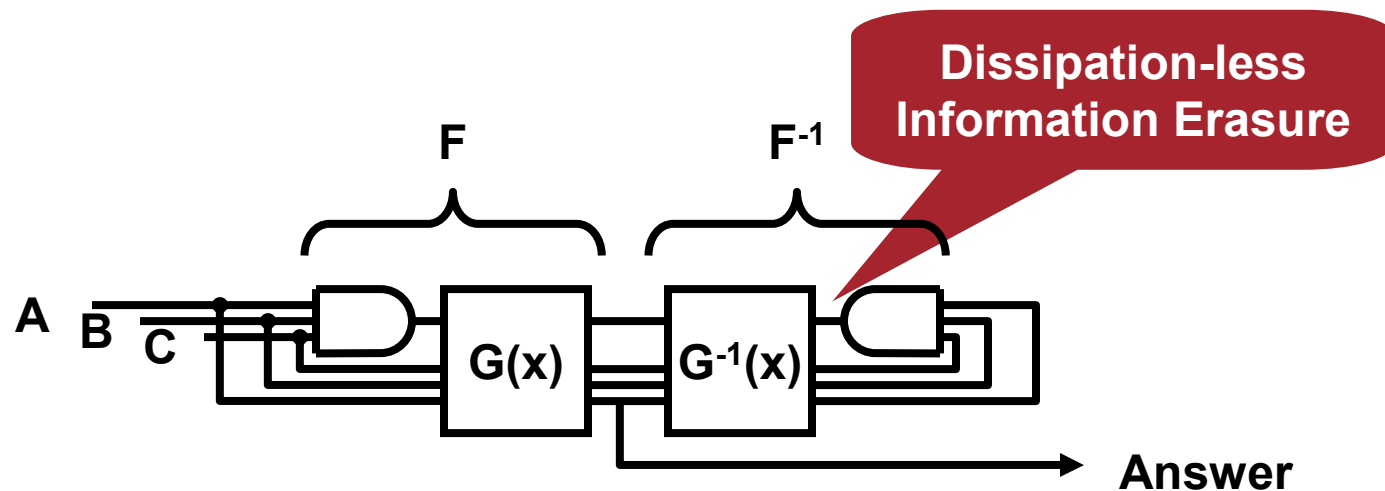 Dissipation-less
Information Erasure
F
F-1
A
B
C
G(x)
G-1(x)
Answer